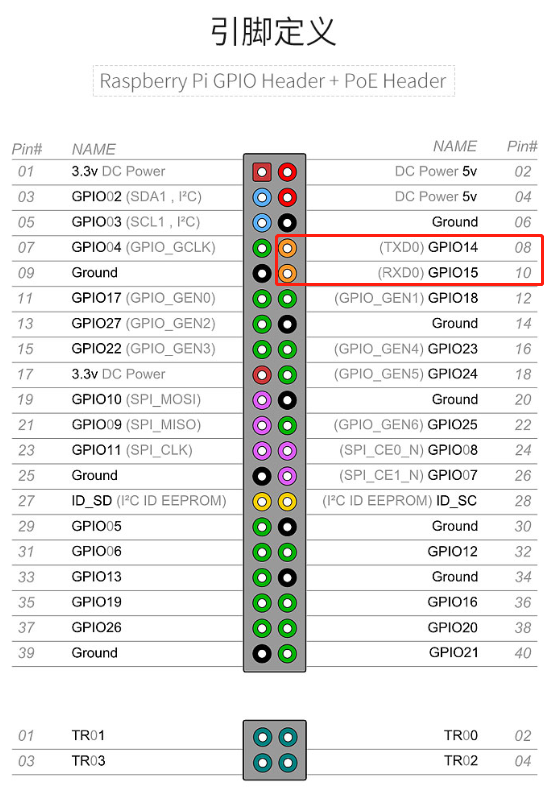 引脚定义
Raspberry Pi GPIO Header + PoE Header
Pin# NAME NAME Pin#
01 3.3v DC Power DC Power 5v 02
03 GPIO02 (SDA1 , I²C) DC Power 5v 04
05 GPIO03 (SCL1 , I²C) Ground 06
07 GPIO04 (GPIO_GCLK) (TXD0) GPIO14 08
09 Ground (RXD0) GPIO15 10
11 GPIO17 (GPIO_GEN0) (GPIO_GEN1) GPIO18 12
13 GPIO27 (GPIO_GEN2) Ground 14
15 GPIO22 (GPIO_GEN3) (GPIO_GEN4) GPIO23 16
17 3.3v DC Power (GPIO_GEN5) GPIO24 18
19 GPIO10 (SPI_MOSI) Ground 20
21 GPIO09 (SPI_MISO) (GPIO_GEN6) GPIO25 22
23 GPIO11 (SPI_CLK) (SPI_CE0_N) GPIO08 24
25 Ground (SPI_CE1_N) GPIO07 26
27 ID_SD (I²C ID EEPROM) (I²C ID EEPROM) ID_SC 28
29 GPIO05 Ground 30
31 GPIO06 GPIO12 32
33 GPIO13 Ground 34
35 GPIO19 GPIO16 36
37 GPIO26 GPIO20 38
39 Ground GPIO21 40
01 TR01 TR00 02
03 TR03 TR02 04